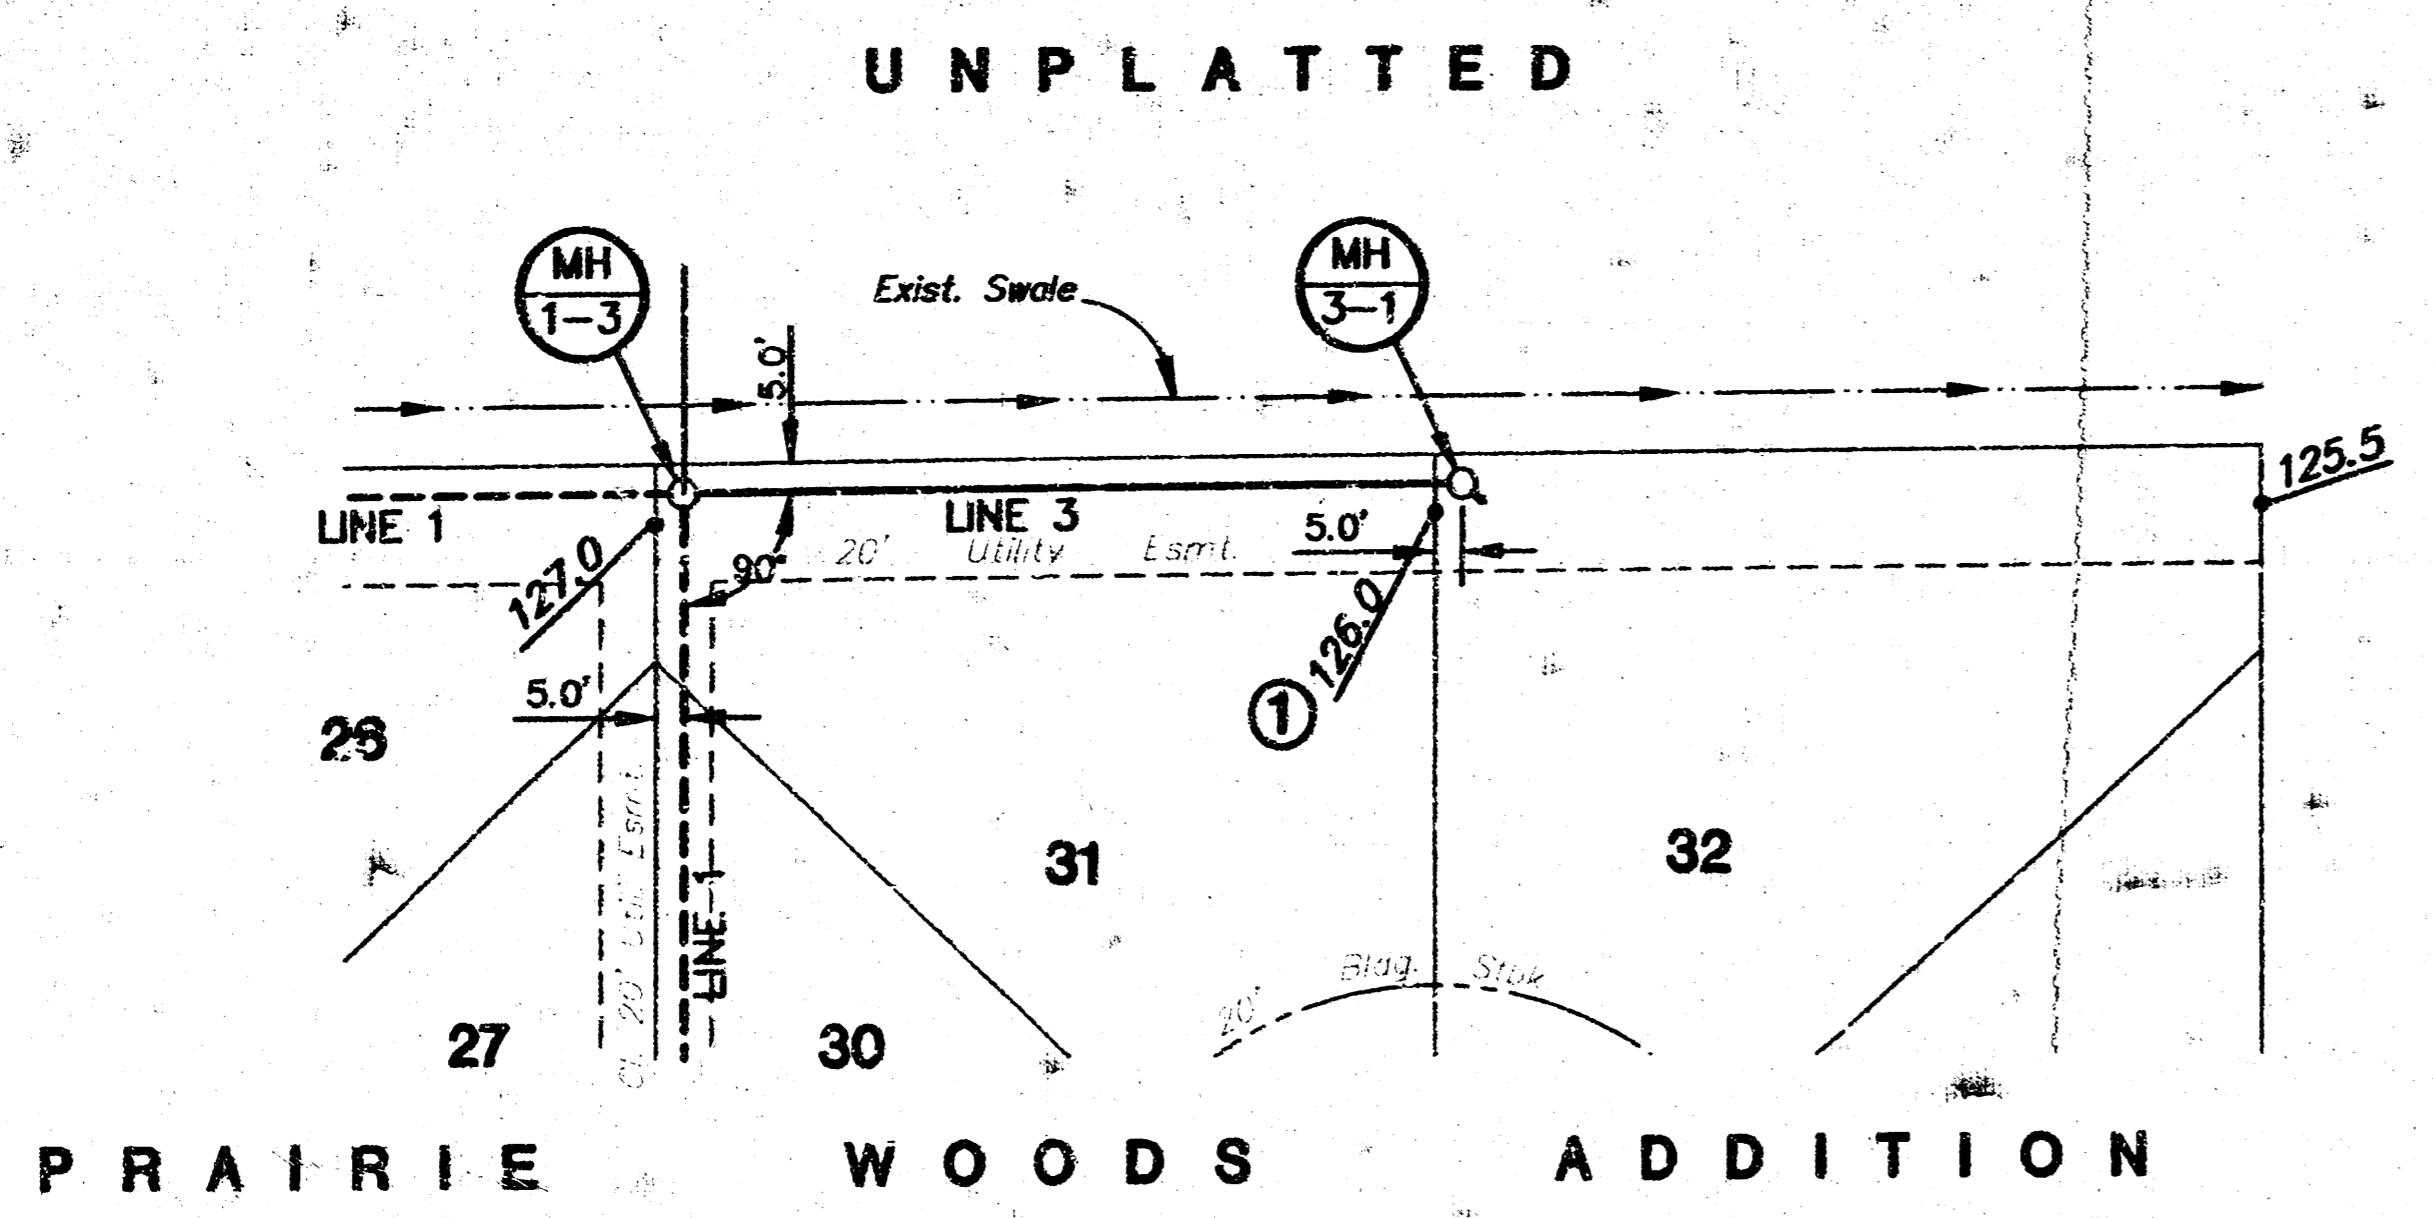 UNPLATTED
MH
1-3
MH
3-1
Exist. Swale
5.0'
125.5
LINE 1
LINE 3
5.0'
20' Utility Esmt.
90°
127.0
126.0
1
5.0'
31
32
20' Bldg. Stbk
27
30
20' Util. Esmt.
LINE 1
PRAIRIE WOODS ADDITION